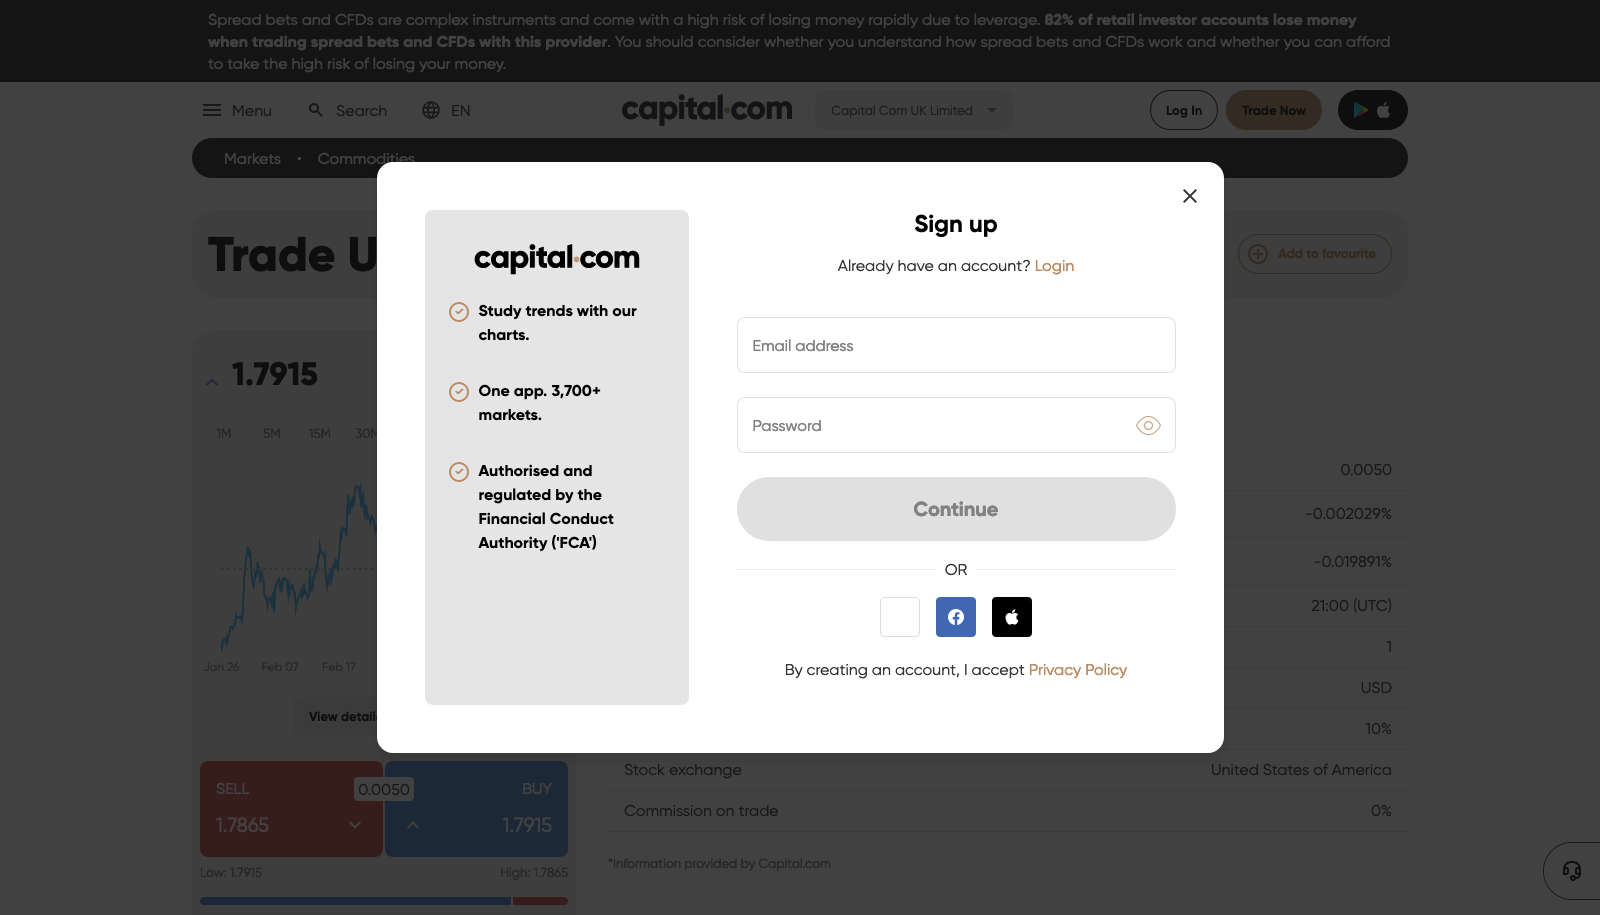 Spread bets and CFDs are complex instruments and come with a high risk of losing money rapidly due to leverage. 82% of retail investor accounts lose money
when trading spread bets and CFDs with this provider. You should consider whether you understand how spread bets and CFDs work and whether you can afford
to take the high risk of losing your money.
Menu Search EN capital.com Capital Com UK Limited Log In Trade Now
Markets • Commodities
Trade
Add to favourite
1.7915
1M 5M 15M
Jan 26 Feb 07 Feb 17
View
SELL 0.0050 BUY
1.7865 1.7915
Low: 1.7915 High: 1.7865
capital.com
Study trends with our
charts.
One app. 3,700+
markets.
Authorised and
regulated by the
Financial Conduct
Authority ('FCA')
Sign up
Already have an account? Login
Email address
Password
Continue
OR
By creating an account, I accept Privacy Policy
0.0050
-0.002029%
-0.019891%
21:00 (UTC)
1
USD
10%
Stock exchange United States of America
Commission on trade 0%
*Information provided by Capital.com